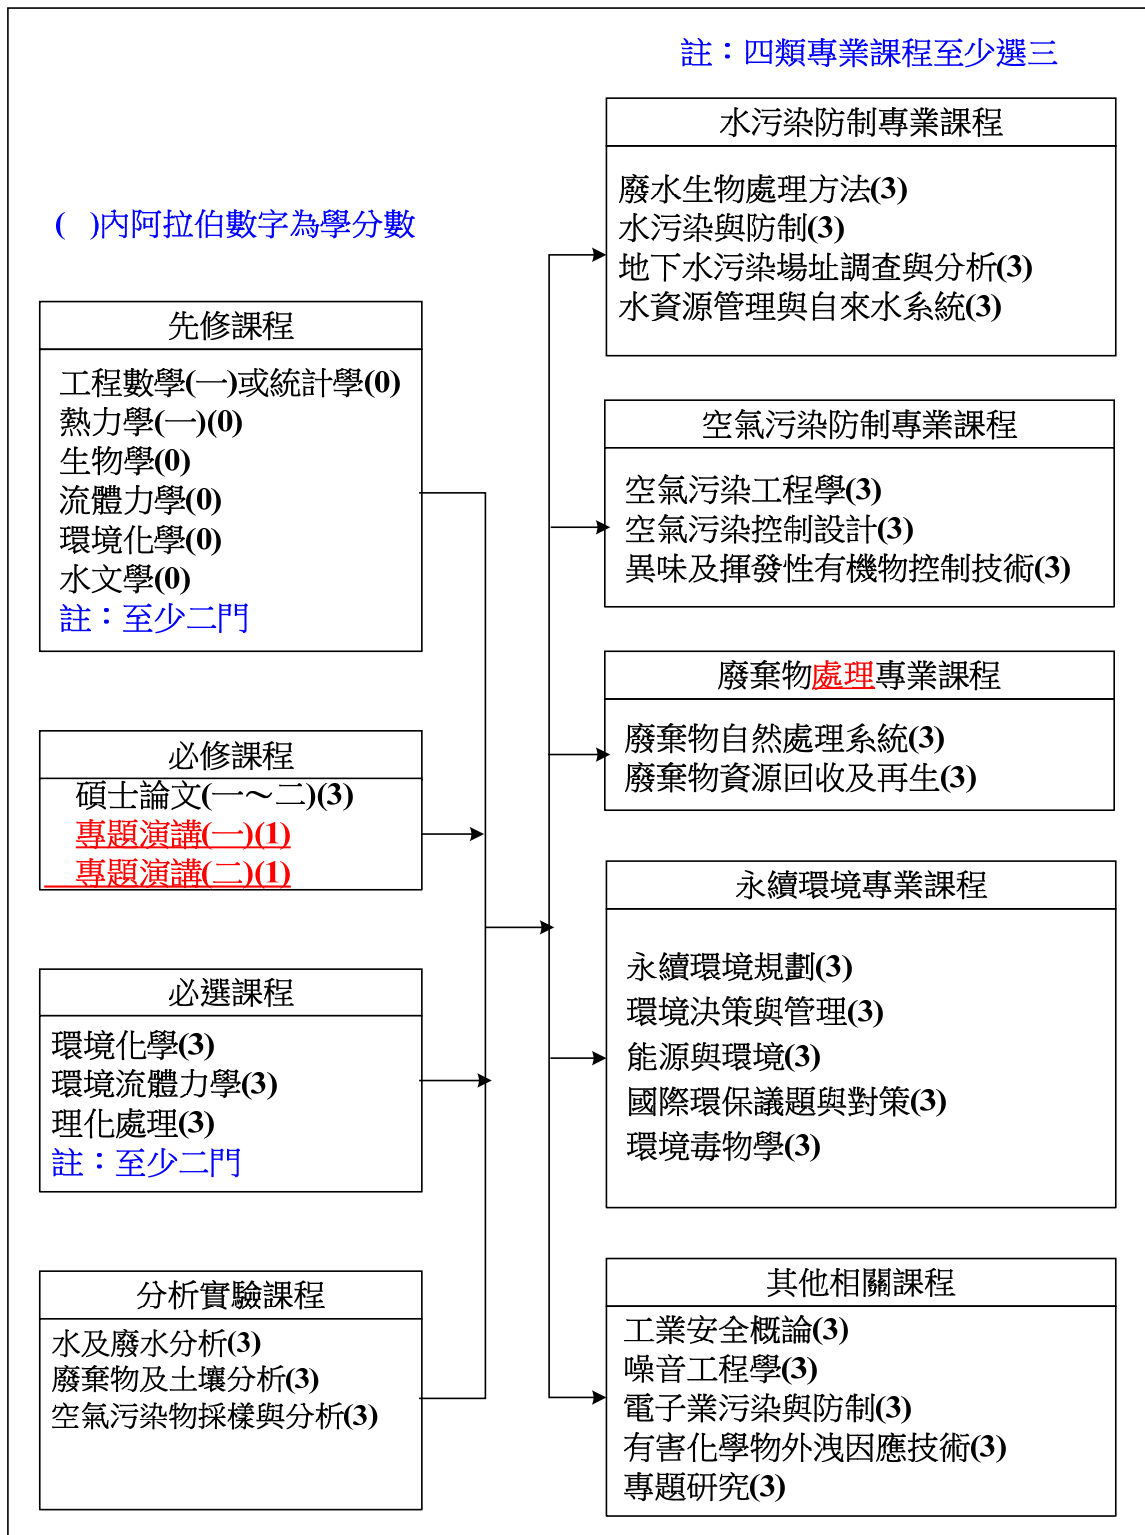 註：四類專業課程至少選三
(　)內阿拉伯數字為學分數
先修課程
工程數學(一)或統計學(0)
熱力學(一)(0)
生物學(0)
流體力學(0)
環境化學(0)
水文學(0)
註：至少二門
必修課程
碩士論文(一～二)(3)
專題演講(一)(1)
專題演講(二)(1)
必選課程
環境化學(3)
環境流體力學(3)
理化處理(3)
註：至少二門
分析實驗課程
水及廢水分析(3)
廢棄物及土壤分析(3)
空氣污染物採樣與分析(3)
水污染防制專業課程
廢水生物處理方法(3)
水污染與防制(3)
地下水污染場址調查與分析(3)
水資源管理與自來水系統(3)
空氣污染防制專業課程
空氣污染工程學(3)
空氣污染控制設計(3)
異味及揮發性有機物控制技術(3)
廢棄物處理專業課程
廢棄物自然處理系統(3)
廢棄物資源回收及再生(3)
永續環境專業課程
永續環境規劃(3)
環境決策與管理(3)
能源與環境(3)
國際環保議題與對策(3)
環境毒物學(3)
其他相關課程
工業安全概論(3)
噪音工程學(3)
電子業污染與防制(3)
有害化學物外洩因應技術(3)
專題研究(3)